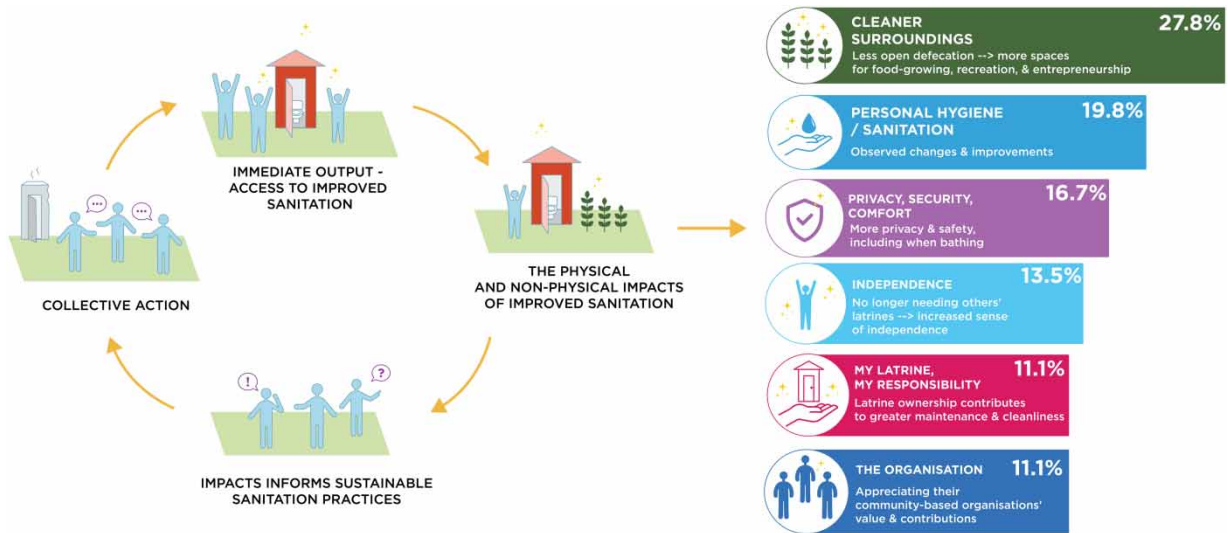 COLLECTIVE ACTION
IMMEDIATE OUTPUT -
ACCESS TO IMPROVED
SANITATION
THE PHYSICAL
AND NON-PHYSICAL IMPACTS
OF IMPROVED SANITATION
!
?
IMPACTS INFORMS SUSTAINABLE
SANITATION PRACTICES
CLEANER
SURROUNDINGS
27.8%
Less open defecation --> more spaces
for food-growing, recreation, & entrepreneurship
PERSONAL HYGIENE
/ SANITATION
19.8%
Observed changes & improvements
PRIVACY, SECURITY,
COMFORT
16.7%
More privacy & safety,
including when bathing
INDEPENDENCE
13.5%
No longer needing others'
latrines --> increased sense
of independence
MY LATRINE,
MY RESPONSIBILITY
11.1%
Latrine ownership contributes
to greater maintenance & cleanliness
THE ORGANISATION
11.1%
Appreciating their
community-based organisations'
value & contributions